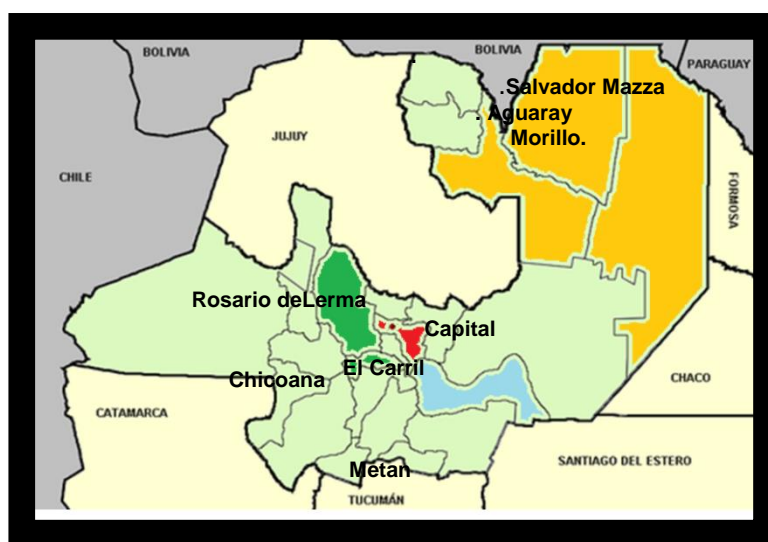 BOLIVIA
BOLIVIA
PARAGUAY
.Salvador Mazza
. Aguaray
Morillo.
JUJUY
CHILE
FORMOSA
Rosario deLerma
Capital
El Carril
Chicoana
CHACO
CATAMARCA
SANTIAGO DEL ESTERO
Metan
TUCUMÁN